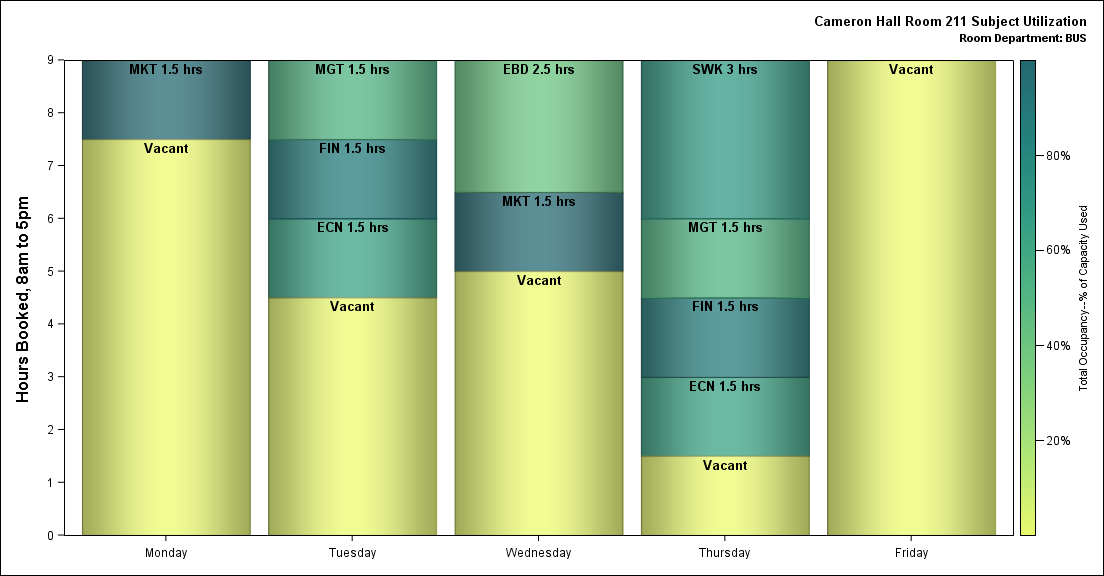 Cameron Hall Room 211 Subject Utilization
Room Department: BUS
Hours Booked, 8am to 5pm
9
8
7
6
5
4
3
2
1
0
MKT 1.5 hrs
Vacant
MGT 1.5 hrs
FIN 1.5 hrs
ECN 1.5 hrs
Vacant
EBD 2.5 hrs
MKT 1.5 hrs
Vacant
SWK 3 hrs
MGT 1.5 hrs
FIN 1.5 hrs
ECN 1.5 hrs
Vacant
Vacant
Monday
Tuesday
Wednesday
Thursday
Friday
80%
60%
40%
20%
Total Occupancy--% of Capacity Used